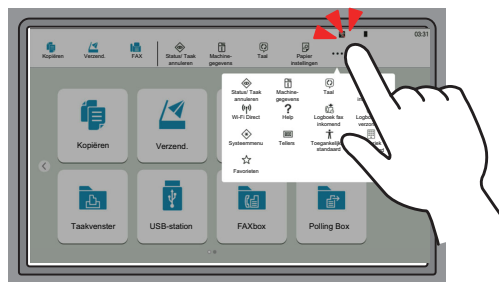 03:31
Kopiëren Verzend. FAX Status/ Taak annuleren Machine-gegevens Taal Papier instellingen
Status/ Taak annuleren Machine-gegevens Taal
Wi-Fi Direct Help Logboek fax inkomend
Systeemmenu Tellers Toegankelijk standaard
Favorieten
Kopiëren Verzend.
Taakvenster USB-station FAXbox Polling Box